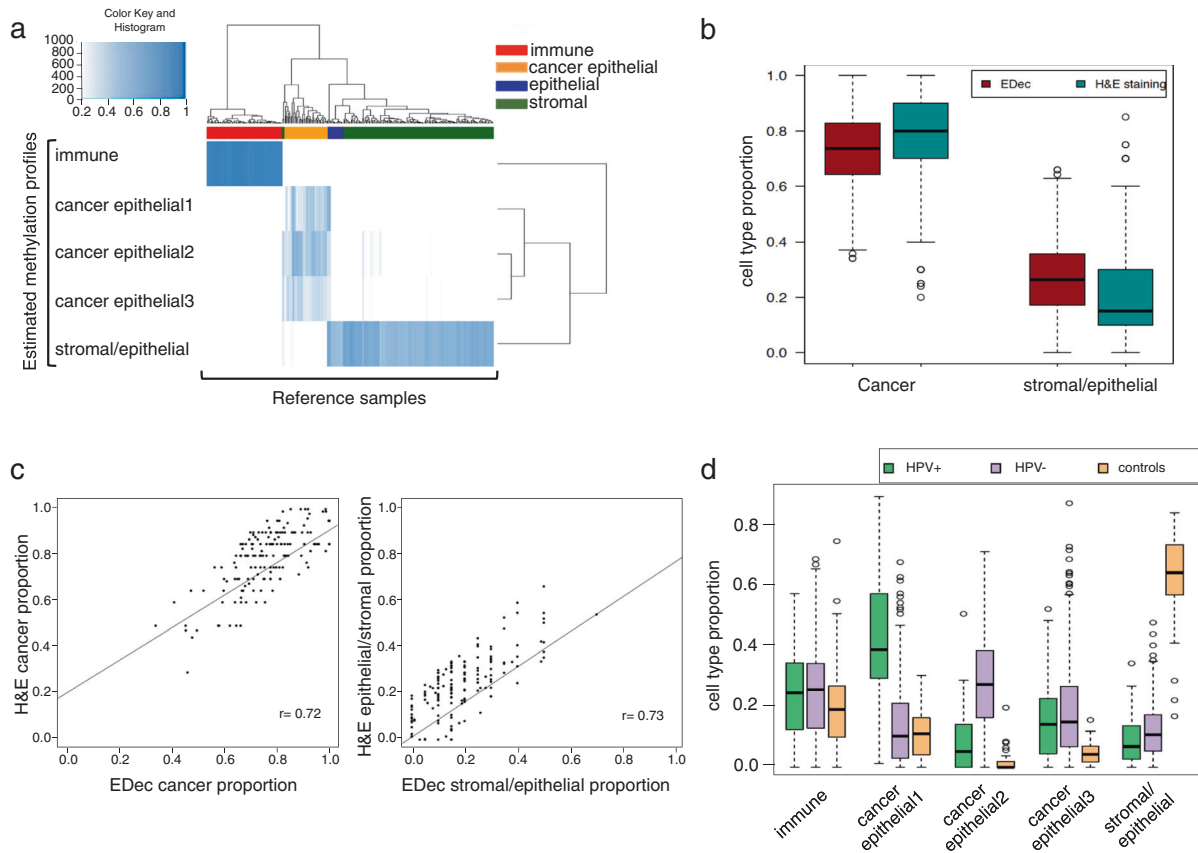 a
Color Key and
Histogram
1000
800
600
400
200
0
0.2
0.4
0.6
0.8
1
immune
cancer epithelial
epithelial
stromal
Estimated methylation profiles
immune
cancer epithelial1
cancer epithelial2
cancer epithelial3
stromal/epithelial
Reference samples
b
EDec
H&E staining
cell type proportion
1.0
0.8
0.6
0.4
0.2
0.0
Cancer
stromal/epithelial
c
H&E cancer proportion
1.0
0.8
0.6
0.4
0.2
0.0
r= 0.72
0.0 0.2 0.4 0.6 0.8 1.0
EDec cancer proportion
H&E epithelial/stromal proportion
1.0
0.8
0.6
0.4
0.2
0.0
r= 0.73
0.0 0.2 0.4 0.6 0.8 1.0
EDec stromal/epithelial proportion
d
HPV+
HPV-
controls
cell type proportion
0.8
0.6
0.4
0.2
0.0
immune
cancer
epithelial1
cancer
epithelial2
cancer
epithelial3
stromal/
epithelial